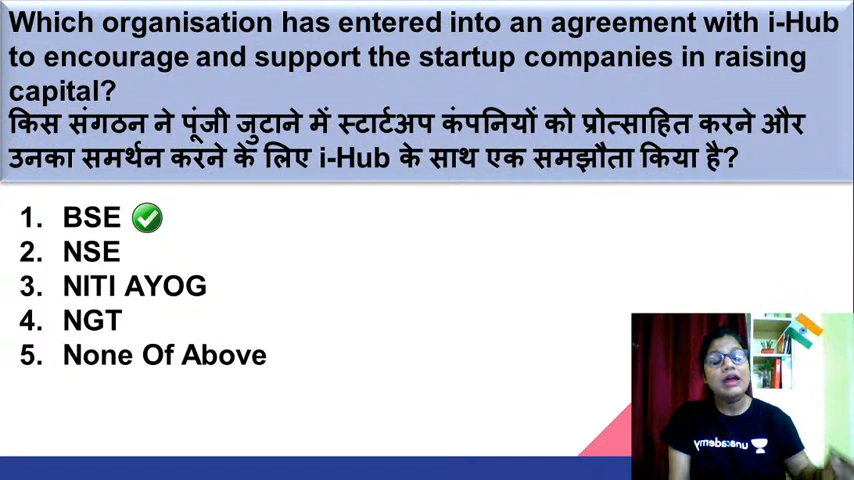 Which organisation has entered into an agreement with i-Hub
to encourage and support the startup companies in raising
capital?
किस संगठन ने पूंजी जुटाने में स्टार्टअप कंपनियों को प्रोत्साहित करने और
उनका समर्थन करने के लिए i-Hub के साथ एक समझौता किया है?
1. BSE
2. NSE
3. NITI AYOG
4. NGT
5. None Of Above
unacademy